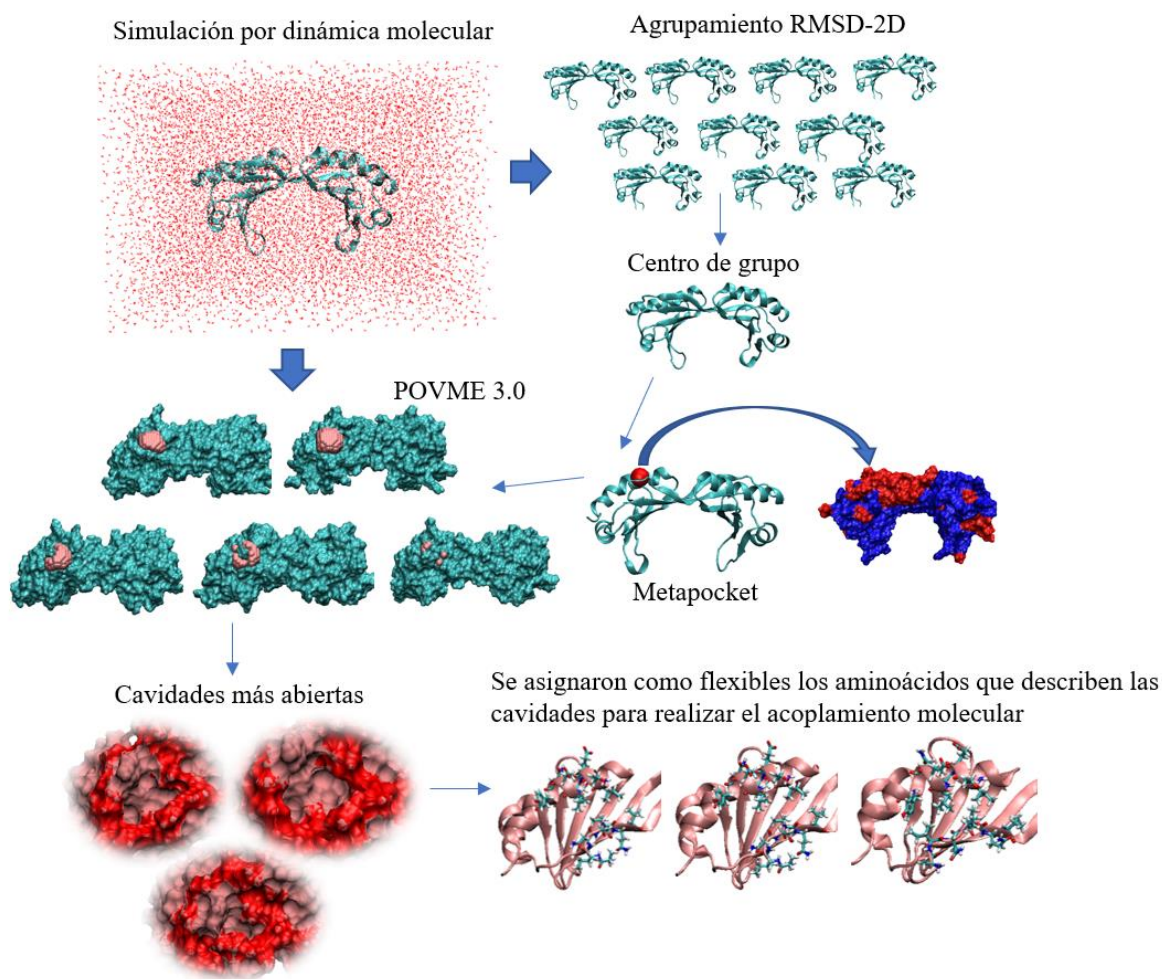 Simulación por dinámica molecular
Agrupamiento RMSD-2D
Centro de grupo
POVME 3.0
Metapocket
Cavidades más abiertas
Se asignaron como flexibles los aminoácidos que describen las
cavidades para realizar el acoplamiento molecular